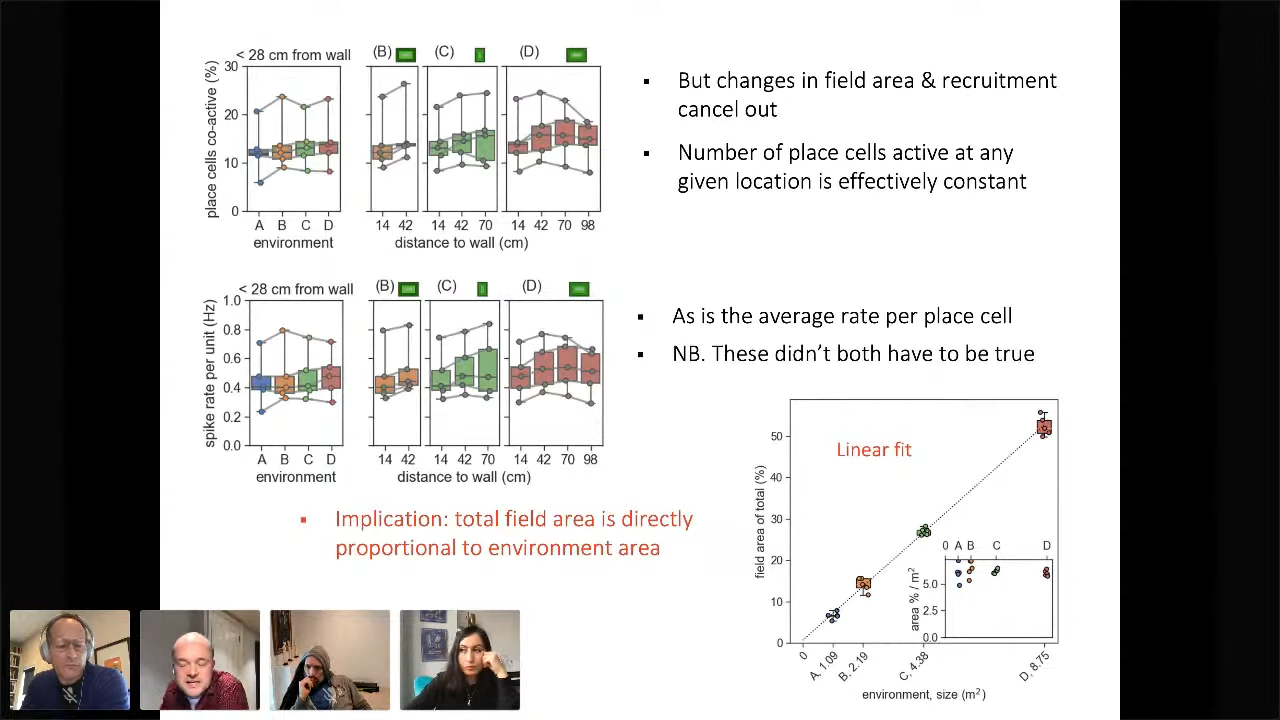 < 28 cm from wall
(B)
(C)
(D)
place cells co-active (%)
30
20
10
0
A B C D
environment
14 42
14 42 70
14 42 70 98
distance to wall (cm)
▪ But changes in field area & recruitment
cancel out
▪ Number of place cells active at any
given location is effectively constant
< 28 cm from wall
(B)
(C)
(D)
spike rate per unit (Hz)
1.0
0.8
0.6
0.4
0.2
0.0
A B C D
environment
14 42
14 42 70
14 42 70 98
distance to wall (cm)
▪ As is the average rate per place cell
▪ NB. These didn't both have to be true
▪ Implication: total field area is directly
proportional to environment area
Linear fit
field area of total (%)
50
40
30
20
10
0
0 A B C D
area % / m²
5.0
2.5
0.0
0
A, 1.09
B, 2.19
C, 4.38
D, 8.75
environment, size (m²)